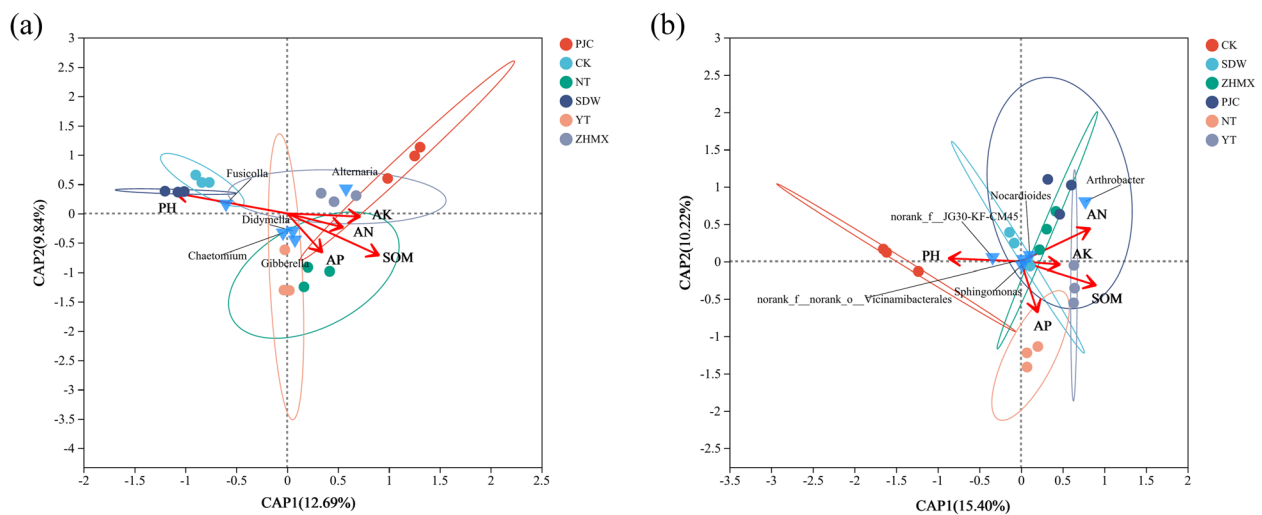 (a)
3
2.5
2
1.5
1
0.5
0
-0.5
-1
-1.5
-2
-2.5
-3
-3.5
-4
CAP2(9.84%)
-2
-1.5
-1
-0.5
0
0.5
1
1.5
2
2.5
CAP1(12.69%)
Fusicolla
Alternaria
PH
Didymella
AK
AN
Chaetomium
Gibberella
AP
SOM
PJC
CK
NT
SDW
YT
ZHMX
(b)
3
2.5
2
1.5
1
0.5
0
-0.5
-1
-1.5
-2
-2.5
CAP2(10.22%)
-3.5
-3
-2.5
-2
-1.5
-1
-0.5
0
0.5
1
1.5
2
CAP1(15.40%)
Arthrobacter
Nocardioides
norank_f__JG30-KF-CM45
AN
PH
AK
Sphingomonas
norank_f__norank_o__Vicinamibacterales
SOM
AP
CK
SDW
ZHMX
PJC
NT
YT